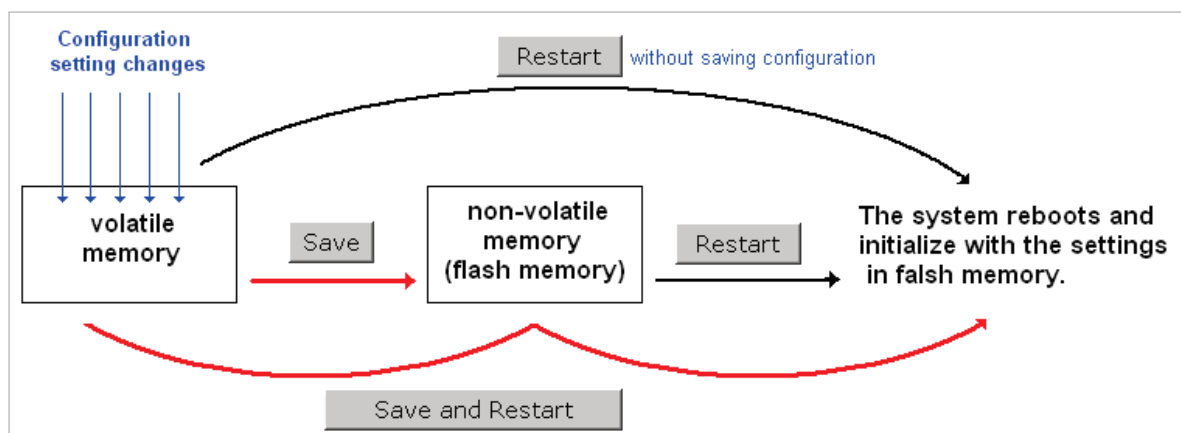 Configuration
setting changes
Restart without saving configuration
volatile
memory
Save
non-volatile
memory
(flash memory)
Restart
The system reboots and
initialize with the settings
in falsh memory.
Save and Restart